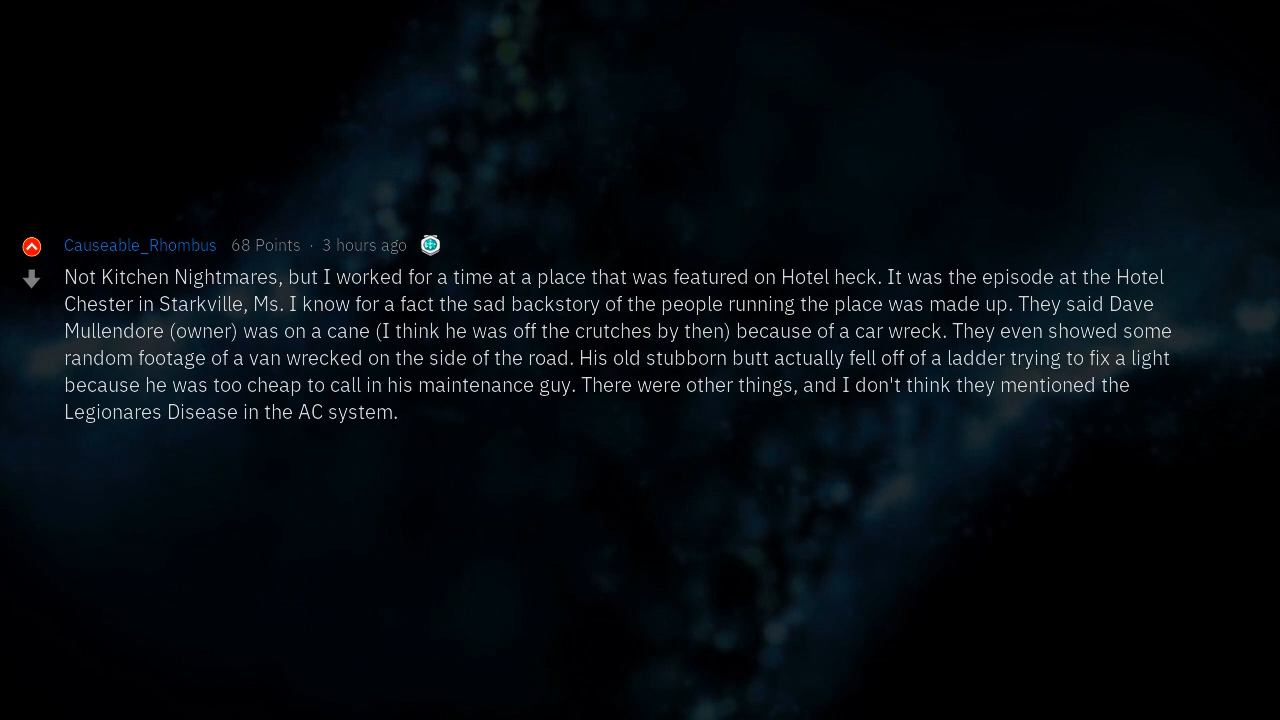 Causeable_Rhombus 68 Points · 3 hours ago
Not Kitchen Nightmares, but I worked for a time at a place that was featured on Hotel heck. It was the episode at the Hotel
Chester in Starkville, Ms. I know for a fact the sad backstory of the people running the place was made up. They said Dave
Mullendore (owner) was on a cane (I think he was off the crutches by then) because of a car wreck. They even showed some
random footage of a van wrecked on the side of the road. His old stubborn butt actually fell off of a ladder trying to fix a light
because he was too cheap to call in his maintenance guy. There were other things, and I don't think they mentioned the
Legionares Disease in the AC system.